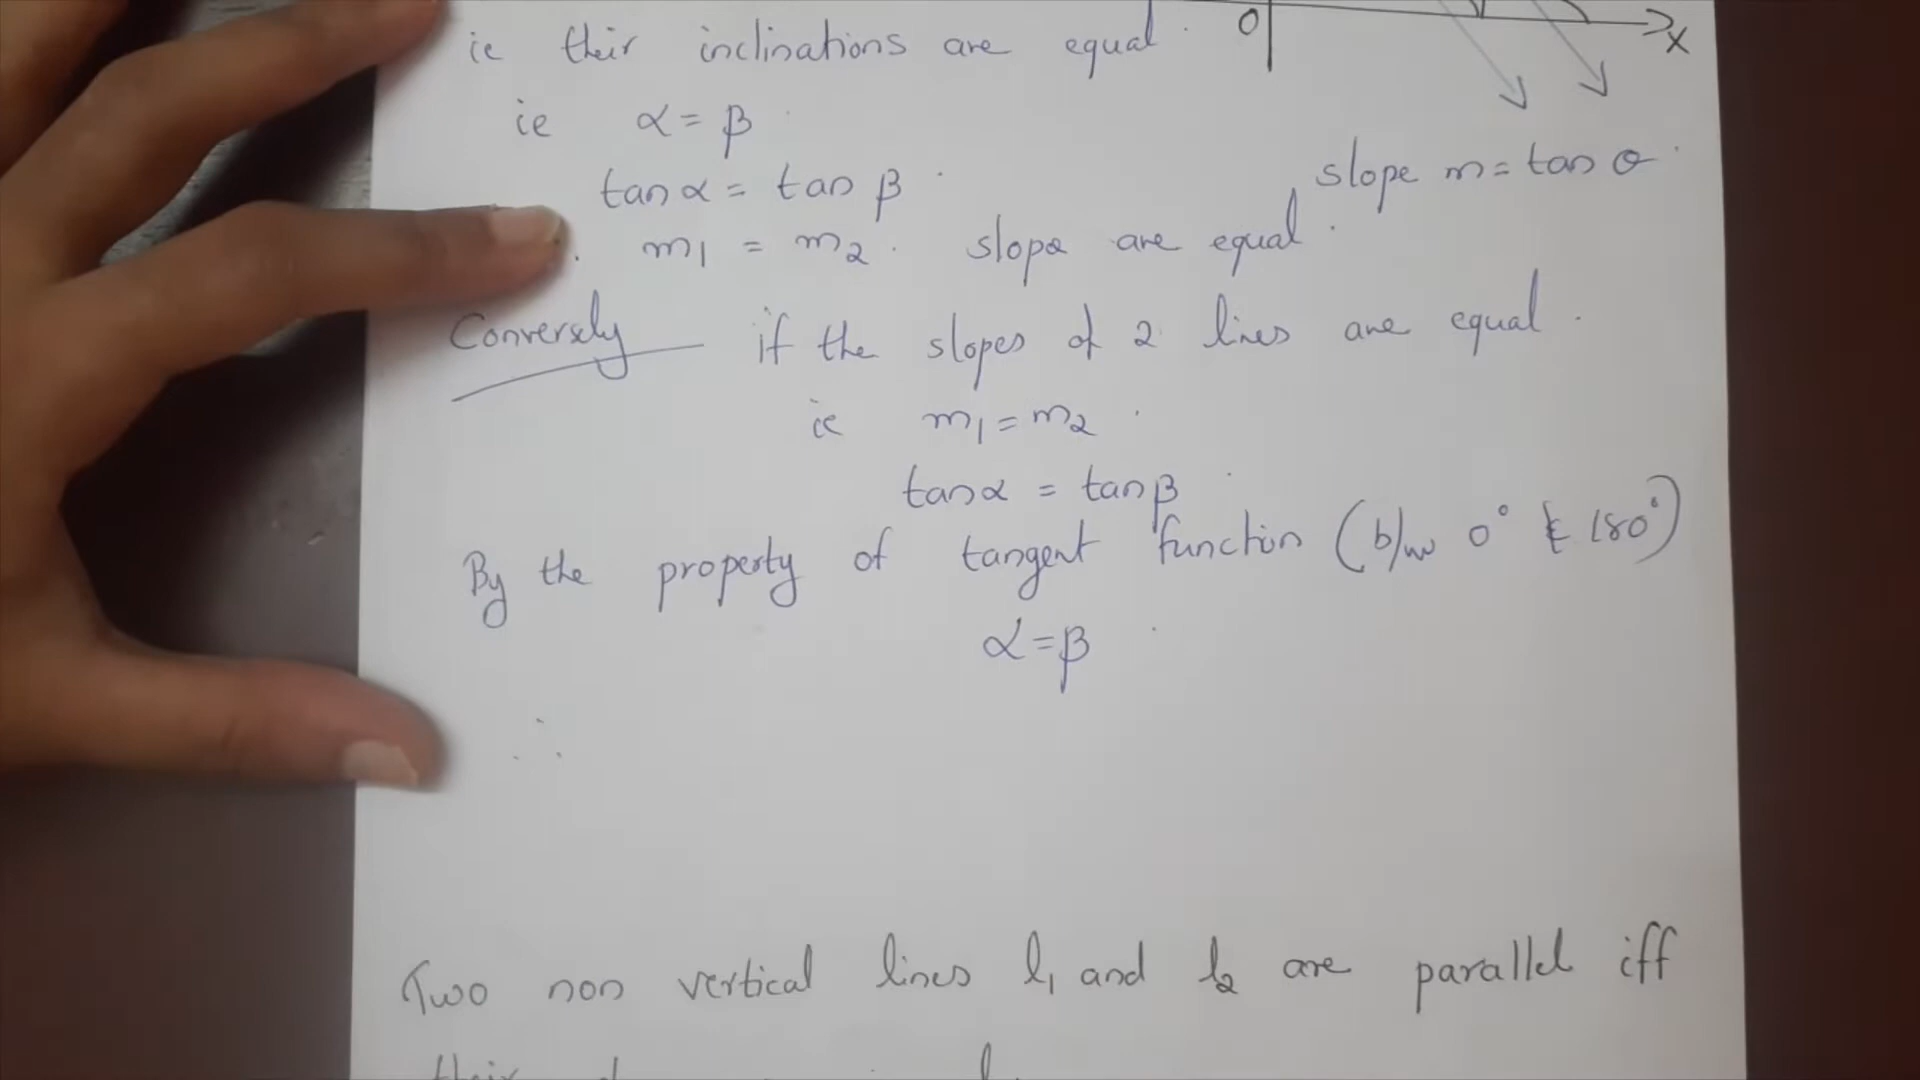 ie their inclinations are equal. O X
ie α = β
tan α = tan β. slope m = tan θ
m1 = m2. slope are equal.
Conversely if the slopes of 2 lines are equal.
ie m1 = m2
tan α = tan β
By the property of tangent function (b/w 0° & 180°)
α = β
∴
Two non vertical lines l1 and l2 are parallel iff
their